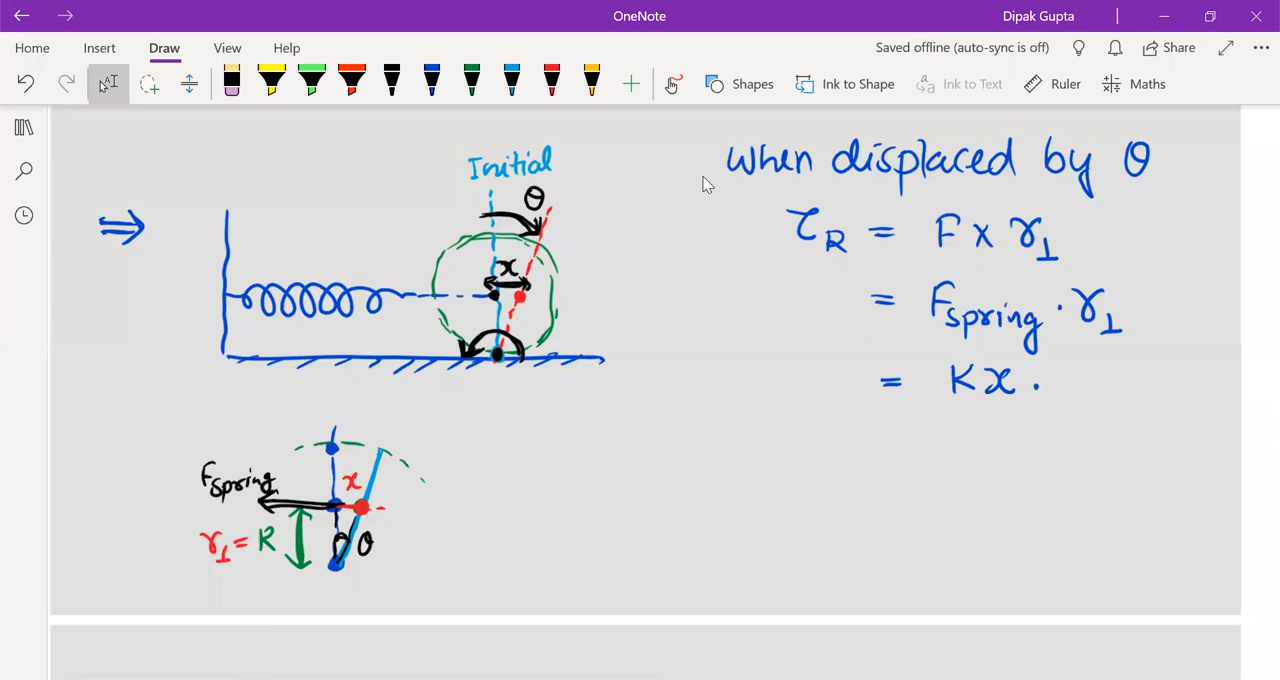 OneNote
Dipak Gupta
Home Insert Draw View Help
Saved offline (auto-sync is off)
Share
Shapes
Ink to Shape
Ink to Text
Ruler
Maths
Initial
θ
x
when displaced by θ
τR = F × r⊥
= Fspring · r⊥
= Kx ·
Fspring
x
r⊥ = R
θ